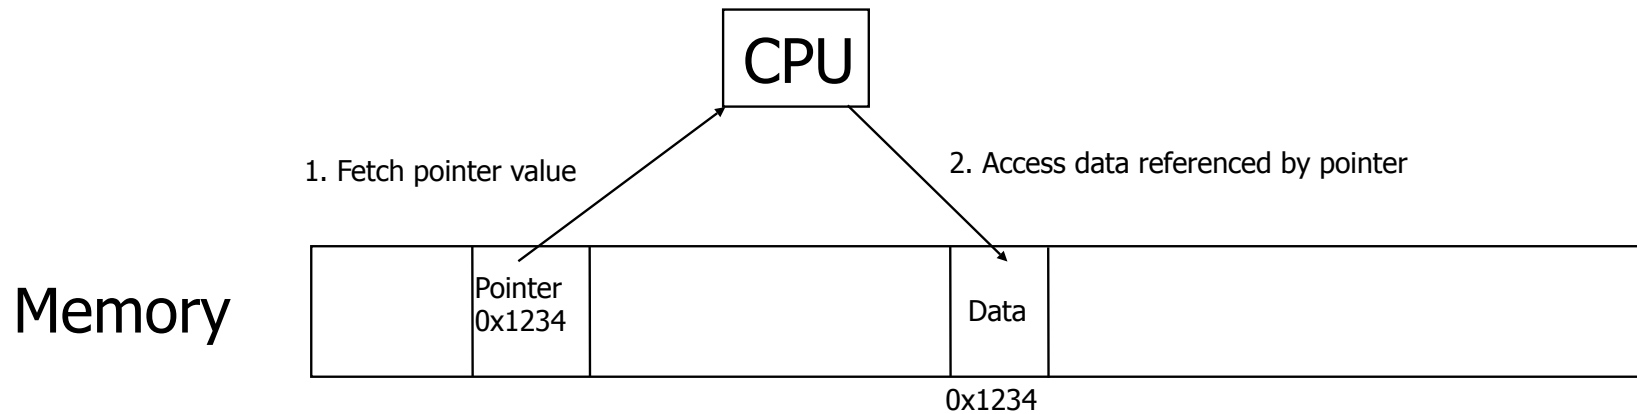 CPU
1. Fetch pointer value
2. Access data referenced by pointer
Memory
Pointer
0x1234
Data
0x1234